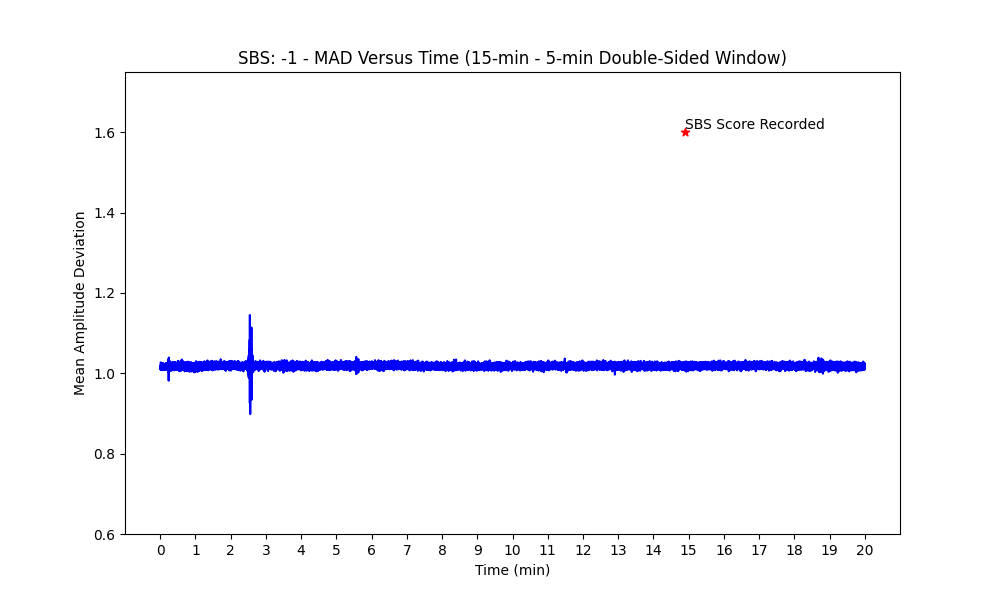 SBS: -1 - MAD Versus Time (15-min - 5-min Double-Sided Window)
SBS Score Recorded
Mean Amplitude Deviation
1.6
1.4
1.2
1.0
0.8
0.6
0 1 2 3 4 5 6 7 8 9 10 11 12 13 14 15 16 17 18 19 20
Time (min)